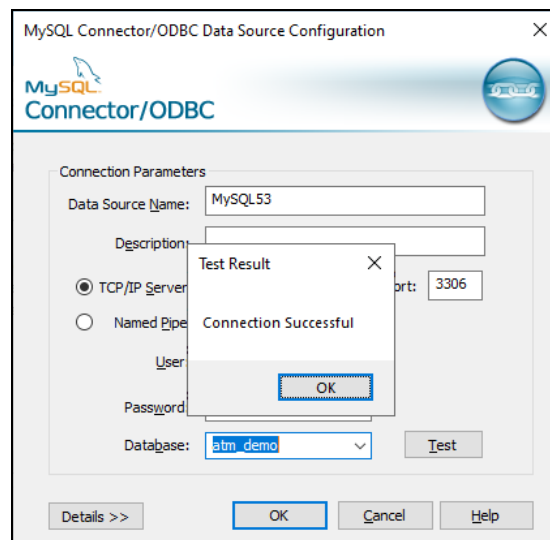 MySQL Connector/ODBC Data Source Configuration
MySQL
Connector/ODBC
Connection Parameters
Data Source Name: MySQL53
Description:
Test Result
TCP/IP Server
ort: 3306
Named Pipe
Connection Successful
User
OK
Password
Database: atm_demo Test
Details >> OK Cancel Help